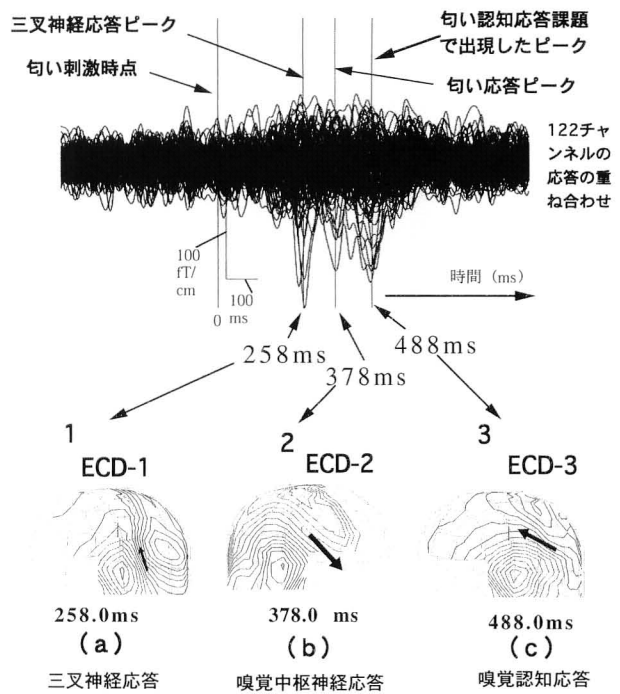 三叉神経応答ピーク
匂い刺激時点
匂い認知応答課題
で出現したピーク
匂い応答ピーク
122チャ
ンネルの
応答の重
ね合わせ
100
fT/
cm
100
ms
0
時間（ms）
258ms
378ms
488ms
1
2
3
ECD-1
ECD-2
ECD-3
258.0ms
378.0 ms
488.0ms
(a)
(b)
(c)
三叉神経応答
嗅覚中枢神経応答
嗅覚認知応答